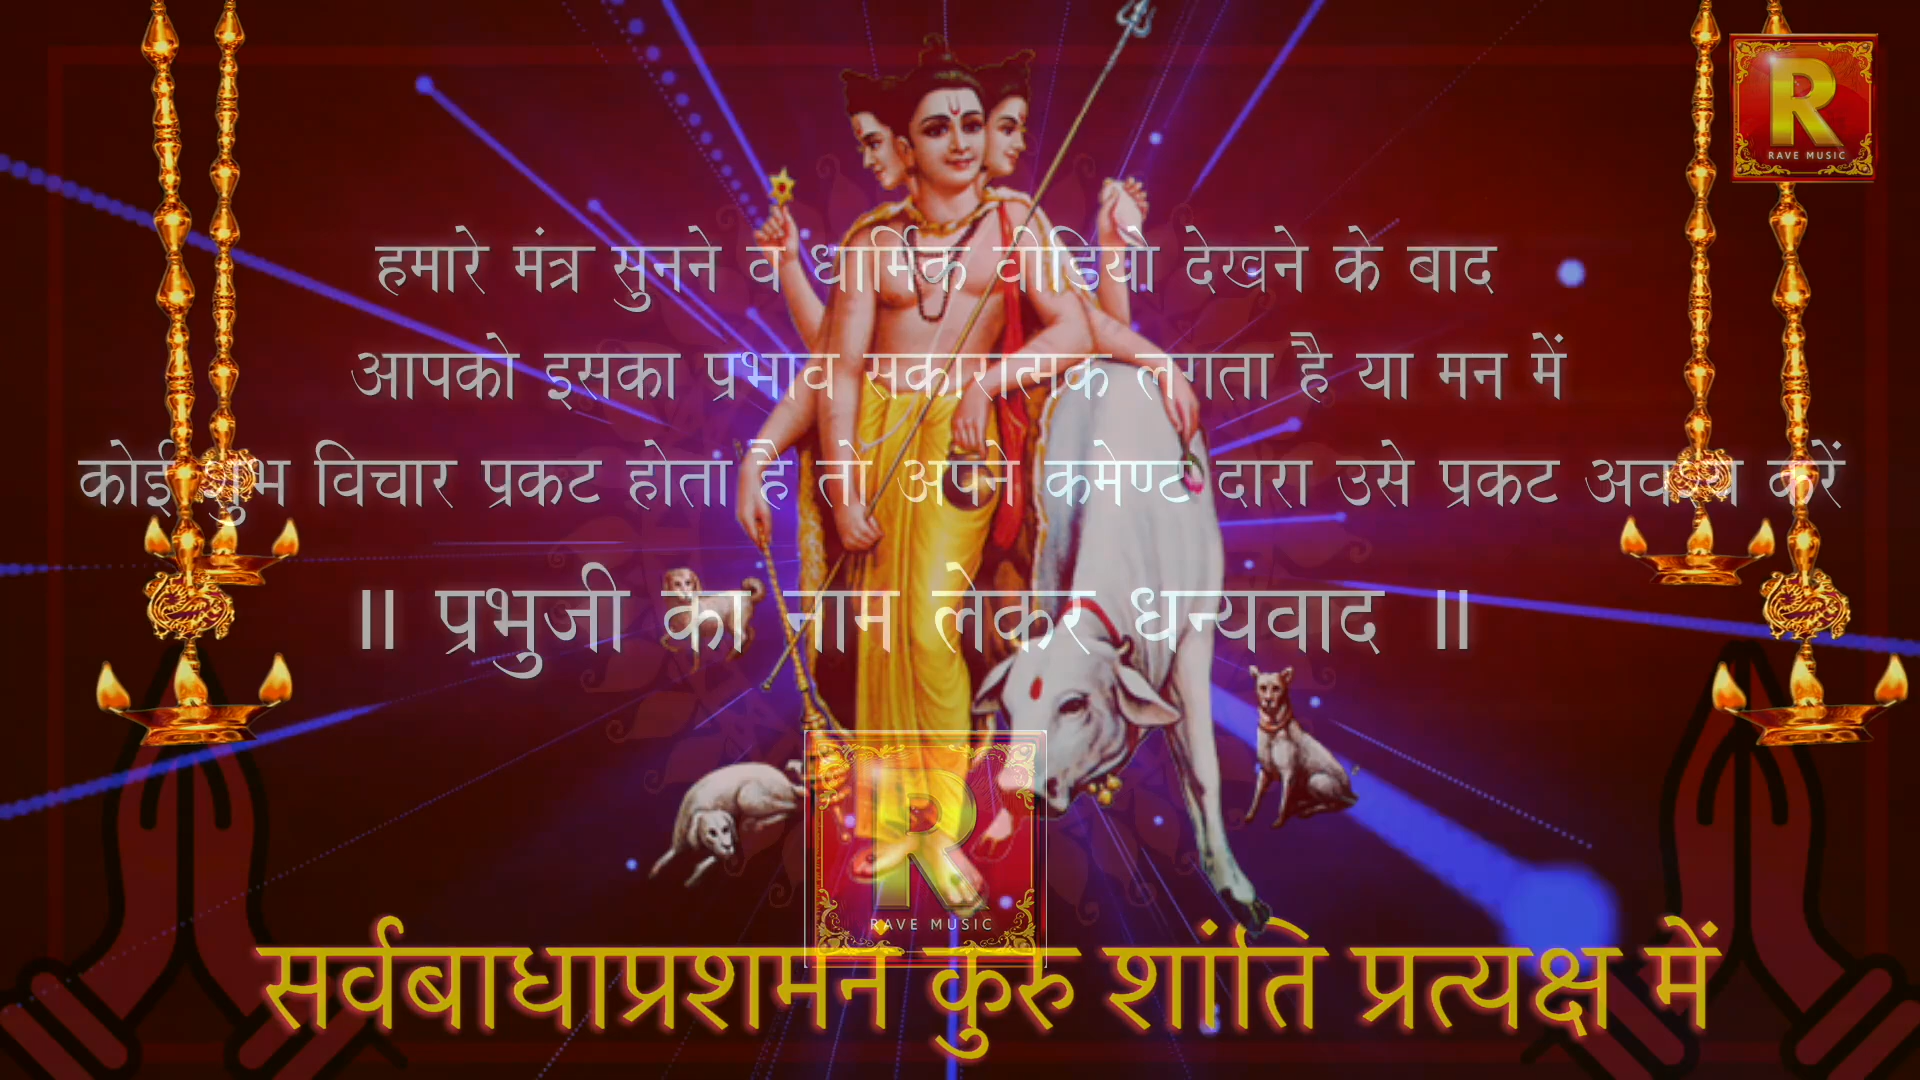 R
RAVE MUSIC
हमारे मंत्र सुनने व धार्मिक वीडियो देखने के बाद
आपको इसका प्रभाव सकारात्मक लगता है या मन में
कोई शुभ विचार प्रकट होता है तो अपने कमेण्ट दारा उसे प्रकट अवश्य करें
॥ प्रभुजी का नाम लेकर धन्यवाद ॥
R
RAVE MUSIC
सर्वबाधाप्रशमनं कुरु शांति प्रत्यक्ष में